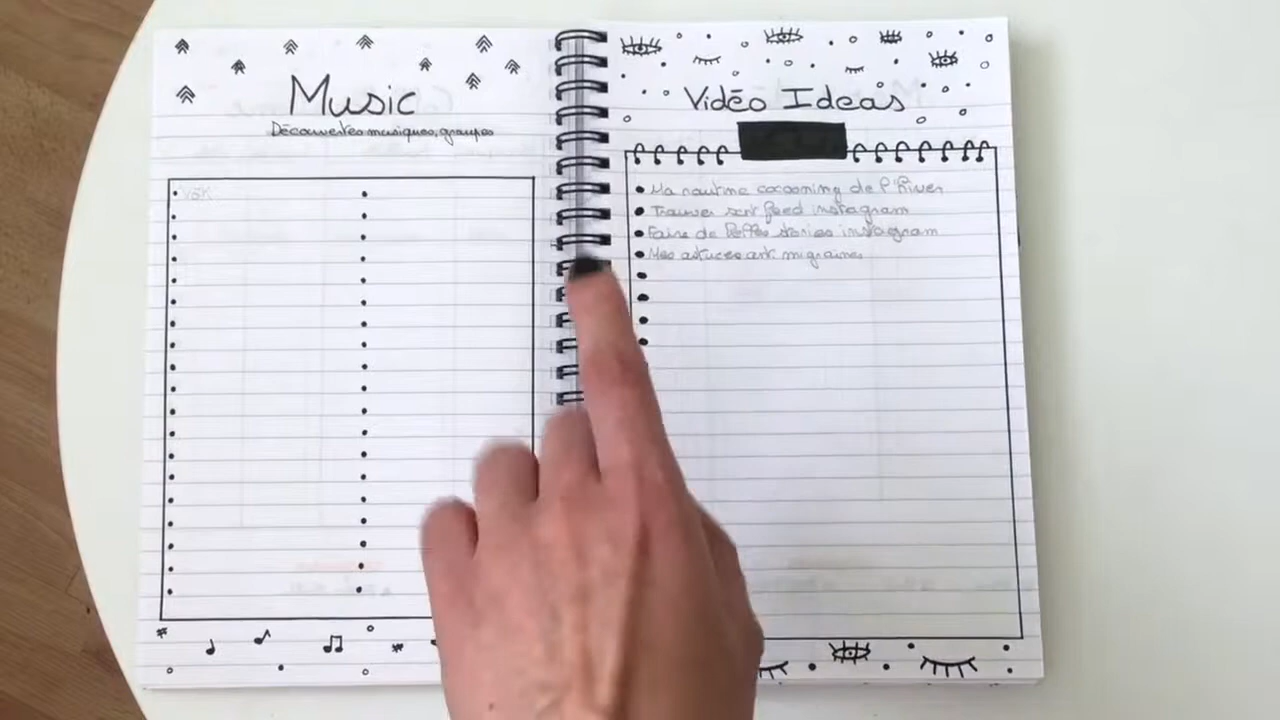 Music
Découvertes musiques, groupes
Vidéo Ideas
Ma routine cocooning de l'hiver
Trouver sont feed instagram
Faire de belles stories instagram
Mes astuces anti migraines